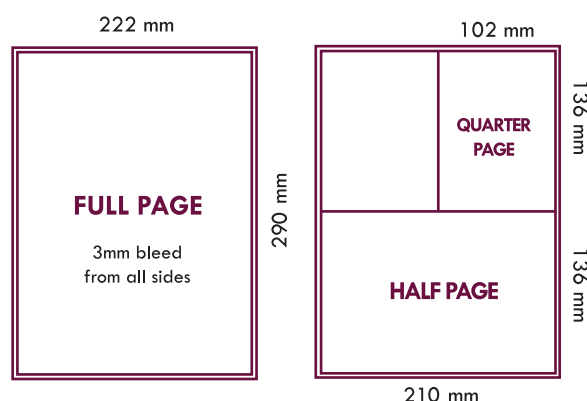 222 mm
FULL PAGE
3mm bleed
from all sides
290 mm
102 mm
QUARTER
PAGE
136 mm
HALF PAGE
136 mm
210 mm